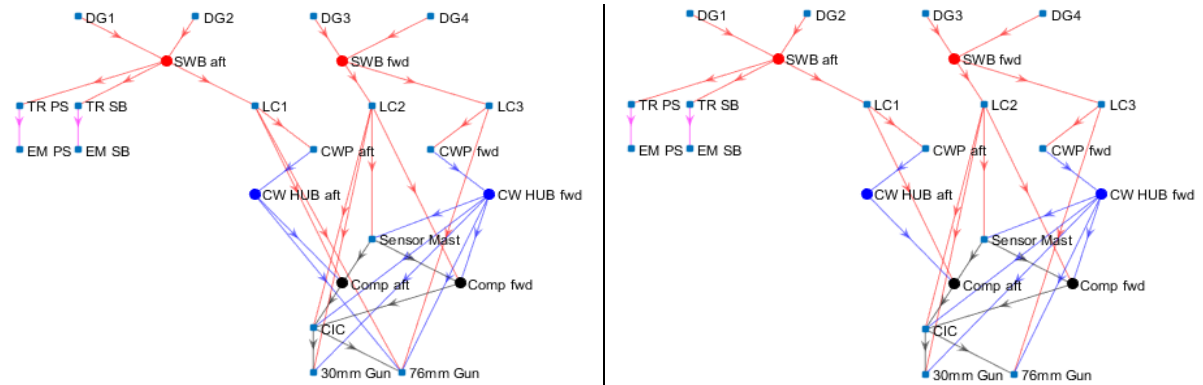 DG1 DG2 DG3 DG4
SWB aft SWB fwd
TR PS TR SB LC1 LC2 LC3
EM PS EM SB CWP aft CWP fwd
CW HUB aft CW HUB fwd
Sensor Mast
Comp aft Comp fwd
CIC
30mm Gun 76mm Gun
DG1 DG2 DG3 DG4
SWB aft SWB fwd
TR PS TR SB LC1 LC2 LC3
EM PS EM SB CWP aft CWP fwd
CW HUB aft CW HUB fwd
Sensor Mast
Comp aft Comp fwd
CIC
30mm Gun 76mm Gun